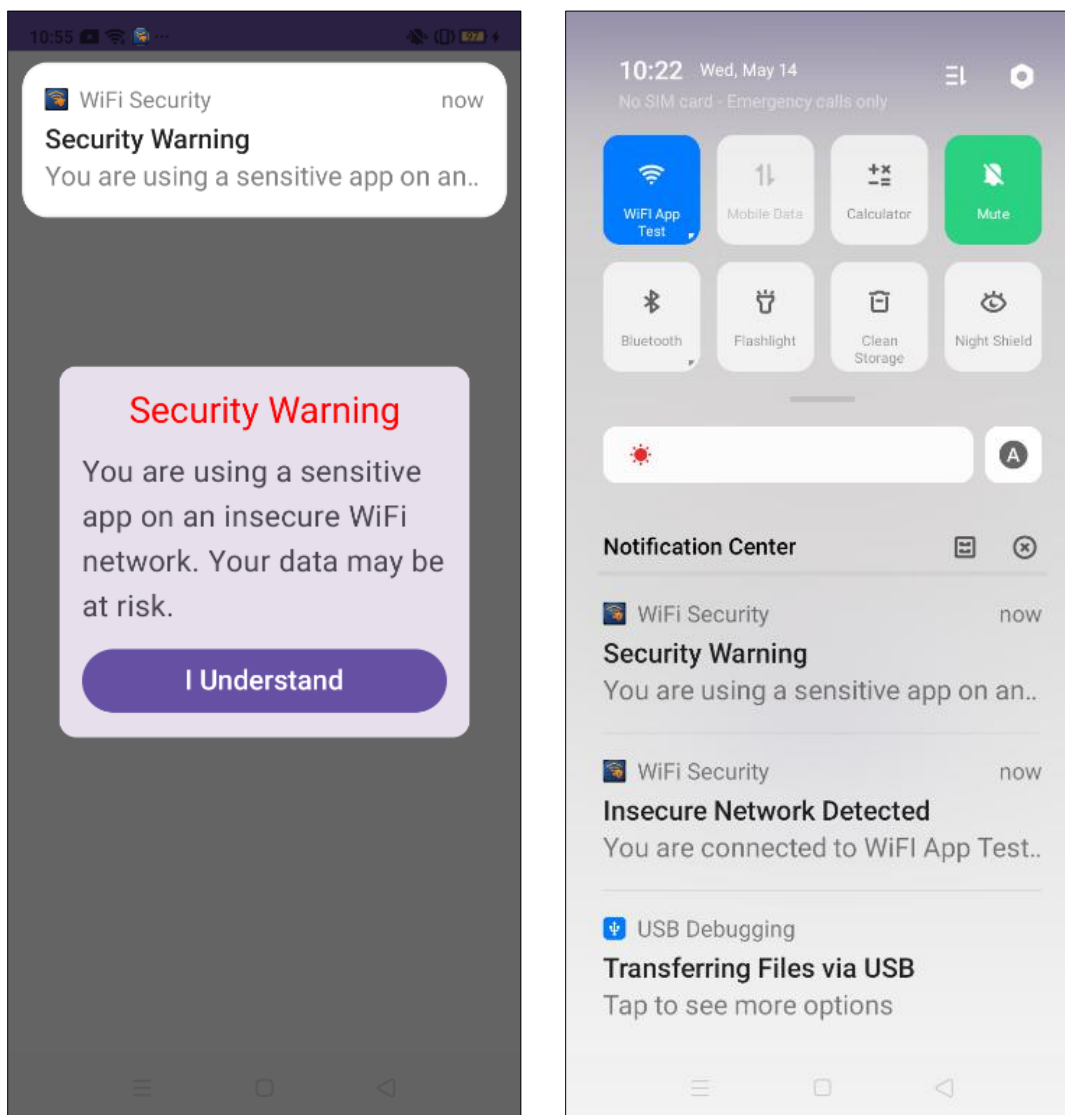 10:55
97
WiFi Security now
Security Warning
You are using a sensitive app on an..
Security Warning
You are using a sensitive
app on an insecure WiFi
network. Your data may be
at risk.
I Understand
10:22 Wed, May 14
No SIM card - Emergency calls only
WiFI App
Test
Mobile Data
Calculator
Mute
Bluetooth
Flashlight
Clean
Storage
Night Shield
A
Notification Center
WiFi Security now
Security Warning
You are using a sensitive app on an..
WiFi Security now
Insecure Network Detected
You are connected to WiFI App Test..
USB Debugging
Transferring Files via USB
Tap to see more options